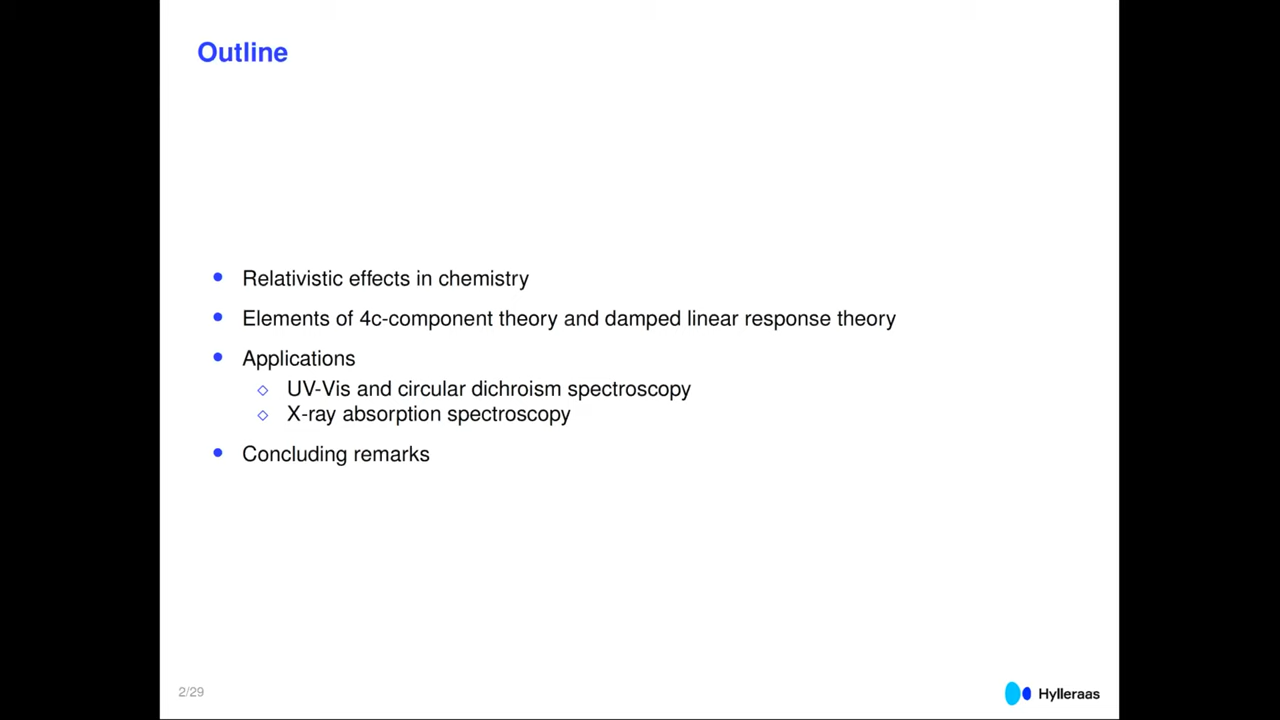 Outline
Relativistic effects in chemistry
Elements of 4c-component theory and damped linear response theory
Applications
UV-Vis and circular dichroism spectroscopy
X-ray absorption spectroscopy
Concluding remarks
2/29
Hylleraas